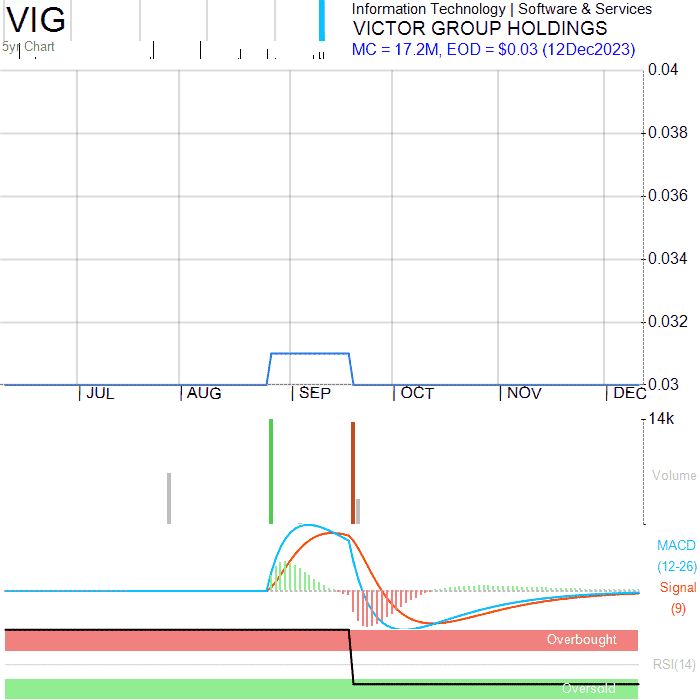 VIG
Information Technology | Software & Services
VICTOR GROUP HOLDINGS
5yr Chart
MC = 17.2M, EOD = $0.03 (12Dec2023)
0.04
0.038
0.036
0.034
0.032
0.03
JUL AUG SEP OCT NOV DEC
14k
Volume
MACD
(12-26)
Signal
(9)
Overbought
RSI(14)
Oversold